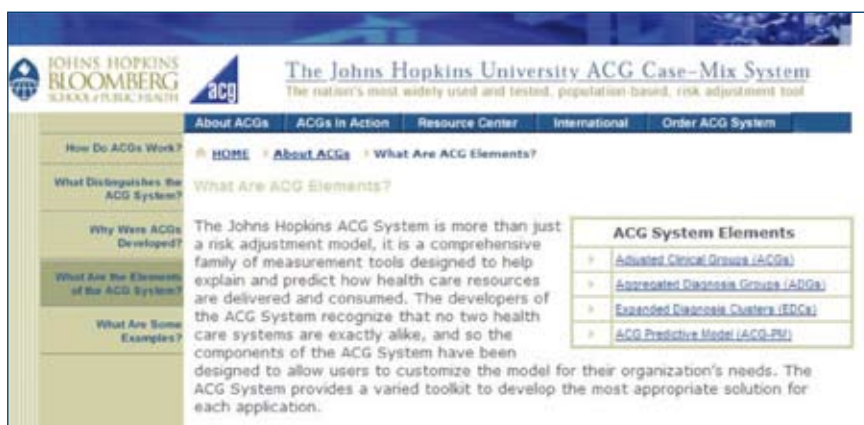 JOHNS HOPKINS
BLOOMBERG
SCHOOL of PUBLIC HEALTH
acg
The Johns Hopkins University ACG Case-Mix System
The nation's most widely used and tested, population-based, risk adjustment tool
About ACGs
ACGs in Action
Resource Center
International
Order ACG System
How Do ACGs Work?
What Distinguishes the
ACG System?
Why Were ACGs
Developed?
What Are the Elements
of the ACG System?
What Are Some
Examples?
HOME
About ACGs
What Are ACG Elements?
What Are ACG Elements?
The Johns Hopkins ACG System is more than just
a risk adjustment model, it is a comprehensive
family of measurement tools designed to help
explain and predict how health care resources
are delivered and consumed. The developers of
the ACG System recognize that no two health
care systems are exactly alike, and so the
components of the ACG System have been
designed to allow users to customize the model for their organization's needs. The
ACG System provides a varied toolkit to develop the most appropriate solution for
each application.
ACG System Elements
Adjusted Clinical Groups (ACGs)
Aggregated Diagnosis Groups (ADGs)
Expanded Diagnosis Clusters (EDCs)
ACG Predictive Model (ACG-PM)